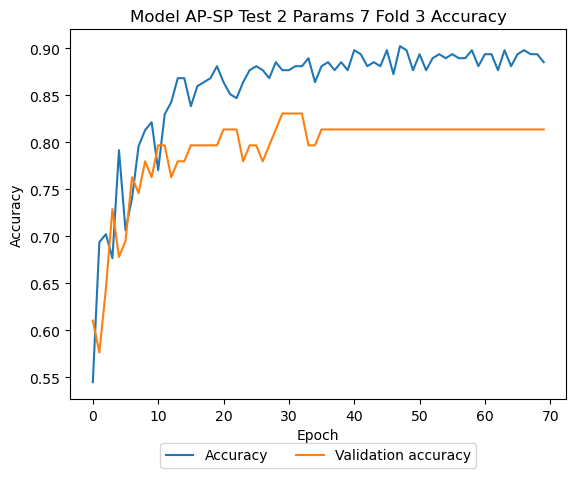 Model AP-SP Test 2 Params 7 Fold 3 Accuracy
0.90
0.85
0.80
0.75
0.70
0.65
0.60
0.55
Accuracy
0 10 20 30 40 50 60 70
Epoch
Accuracy Validation accuracy